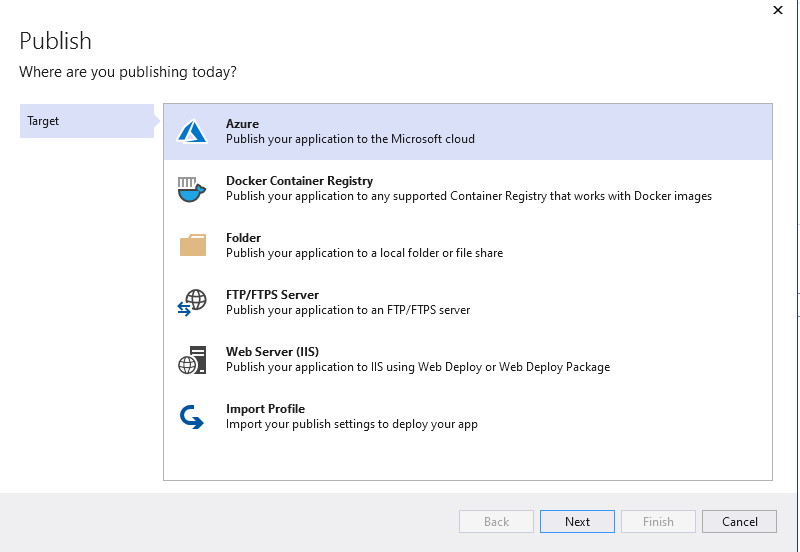 Publish
Where are you publishing today?
Target
Azure
Publish your application to the Microsoft cloud
Docker Container Registry
Publish your application to any supported Container Registry that works with Docker images
Folder
Publish your application to a local folder or file share
FTP/FTPS Server
Publish your application to an FTP/FTPS server
Web Server (IIS)
Publish your application to IIS using Web Deploy or Web Deploy Package
Import Profile
Import your publish settings to deploy your app
Back
Next
Finish
Cancel